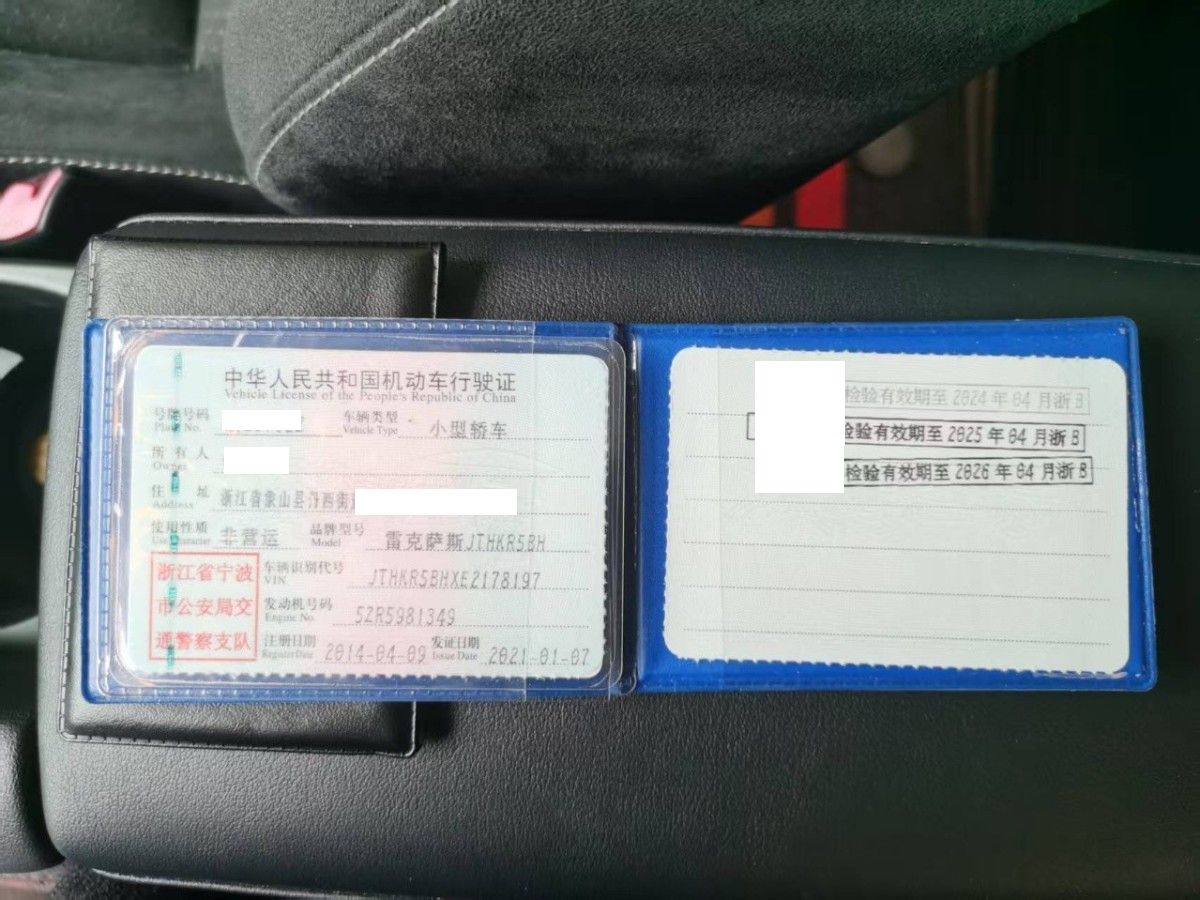 中华人民共和国机动车行驶证
Vehicle License of the People's Republic of China
号牌号码 车辆类型 小型轿车
Plate No. Vehicle Type
所有人
Owner
住址 浙江省象山县丹西街
Address
使用性质 非营运 品牌型号 雷克萨斯JTHKR5BH
Use Character Model
浙江省宁波
市公安局交
通警察支队
车辆识别代号 JTHKR5BHXE2178197
VIN
发动机号码 5ZR5981349
Engine No.
注册日期 2014-04-09 发证日期 2021-01-07
Register Date Issue Date
检验有效期至2024年04月浙B
检验有效期至2025年04月浙B
检验有效期至2026年04月浙B